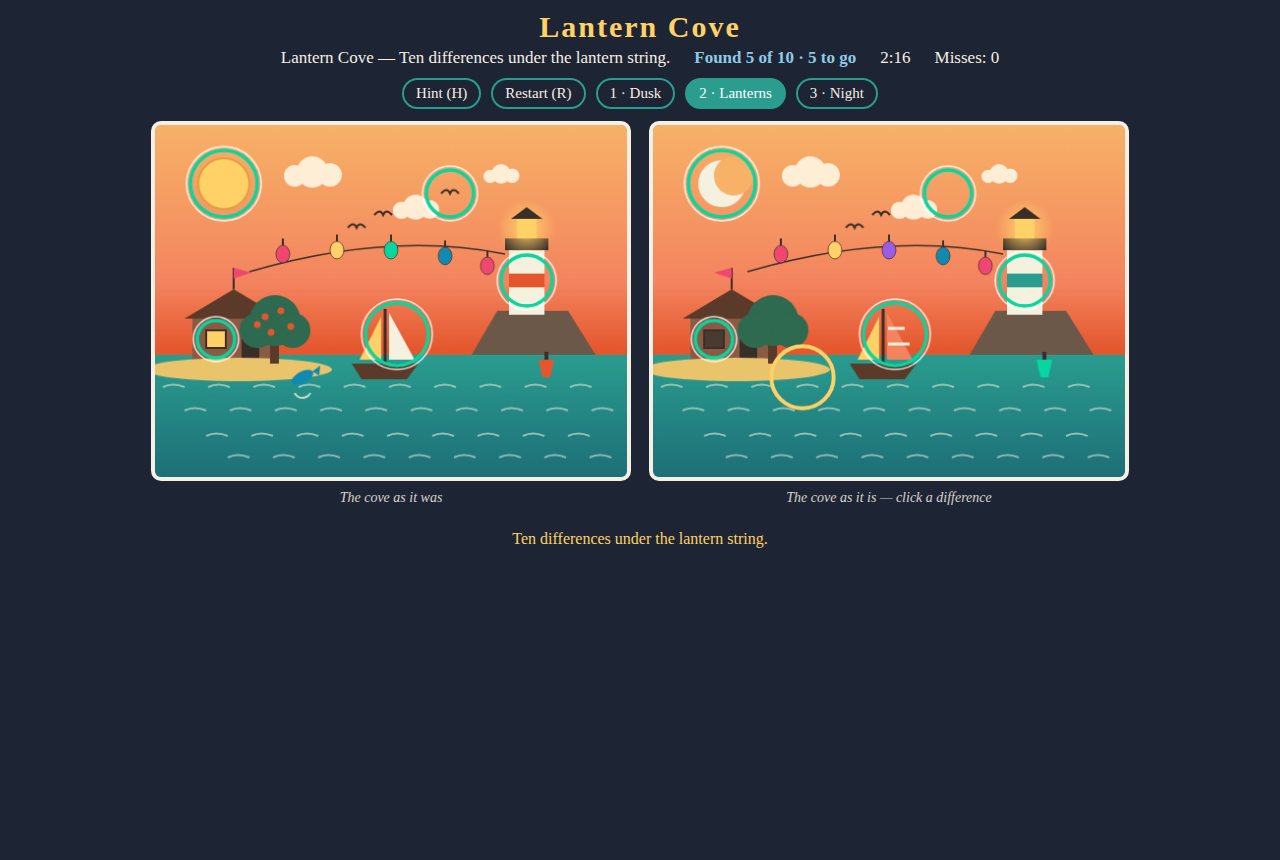 Lantern Cove
Lantern Cove — Ten differences under the lantern string. Found 5 of 10 · 5 to go 2:16 Misses: 0
Hint (H) Restart (R) 1 · Dusk 2 · Lanterns 3 · Night
The cove as it was
The cove as it is — click a difference
Ten differences under the lantern string.